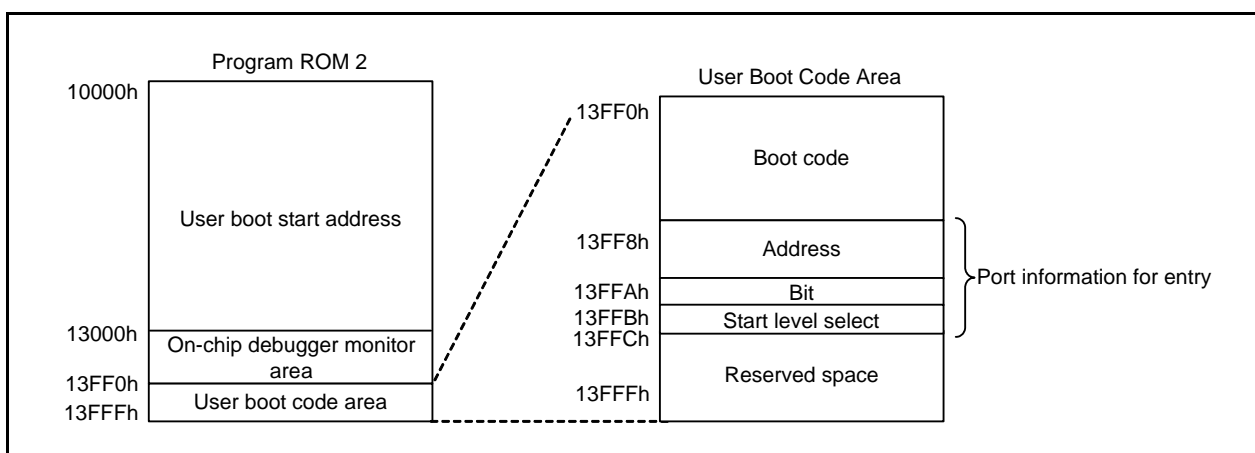 Program ROM 2
10000h
User boot start address
13000h
On-chip debugger monitor
area
13FF0h
User boot code area
13FFFh
User Boot Code Area
13FF0h
Boot code
13FF8h
Address
Port information for entry
13FFAh
Bit
13FFBh
Start level select
13FFCh
Reserved space
13FFFh